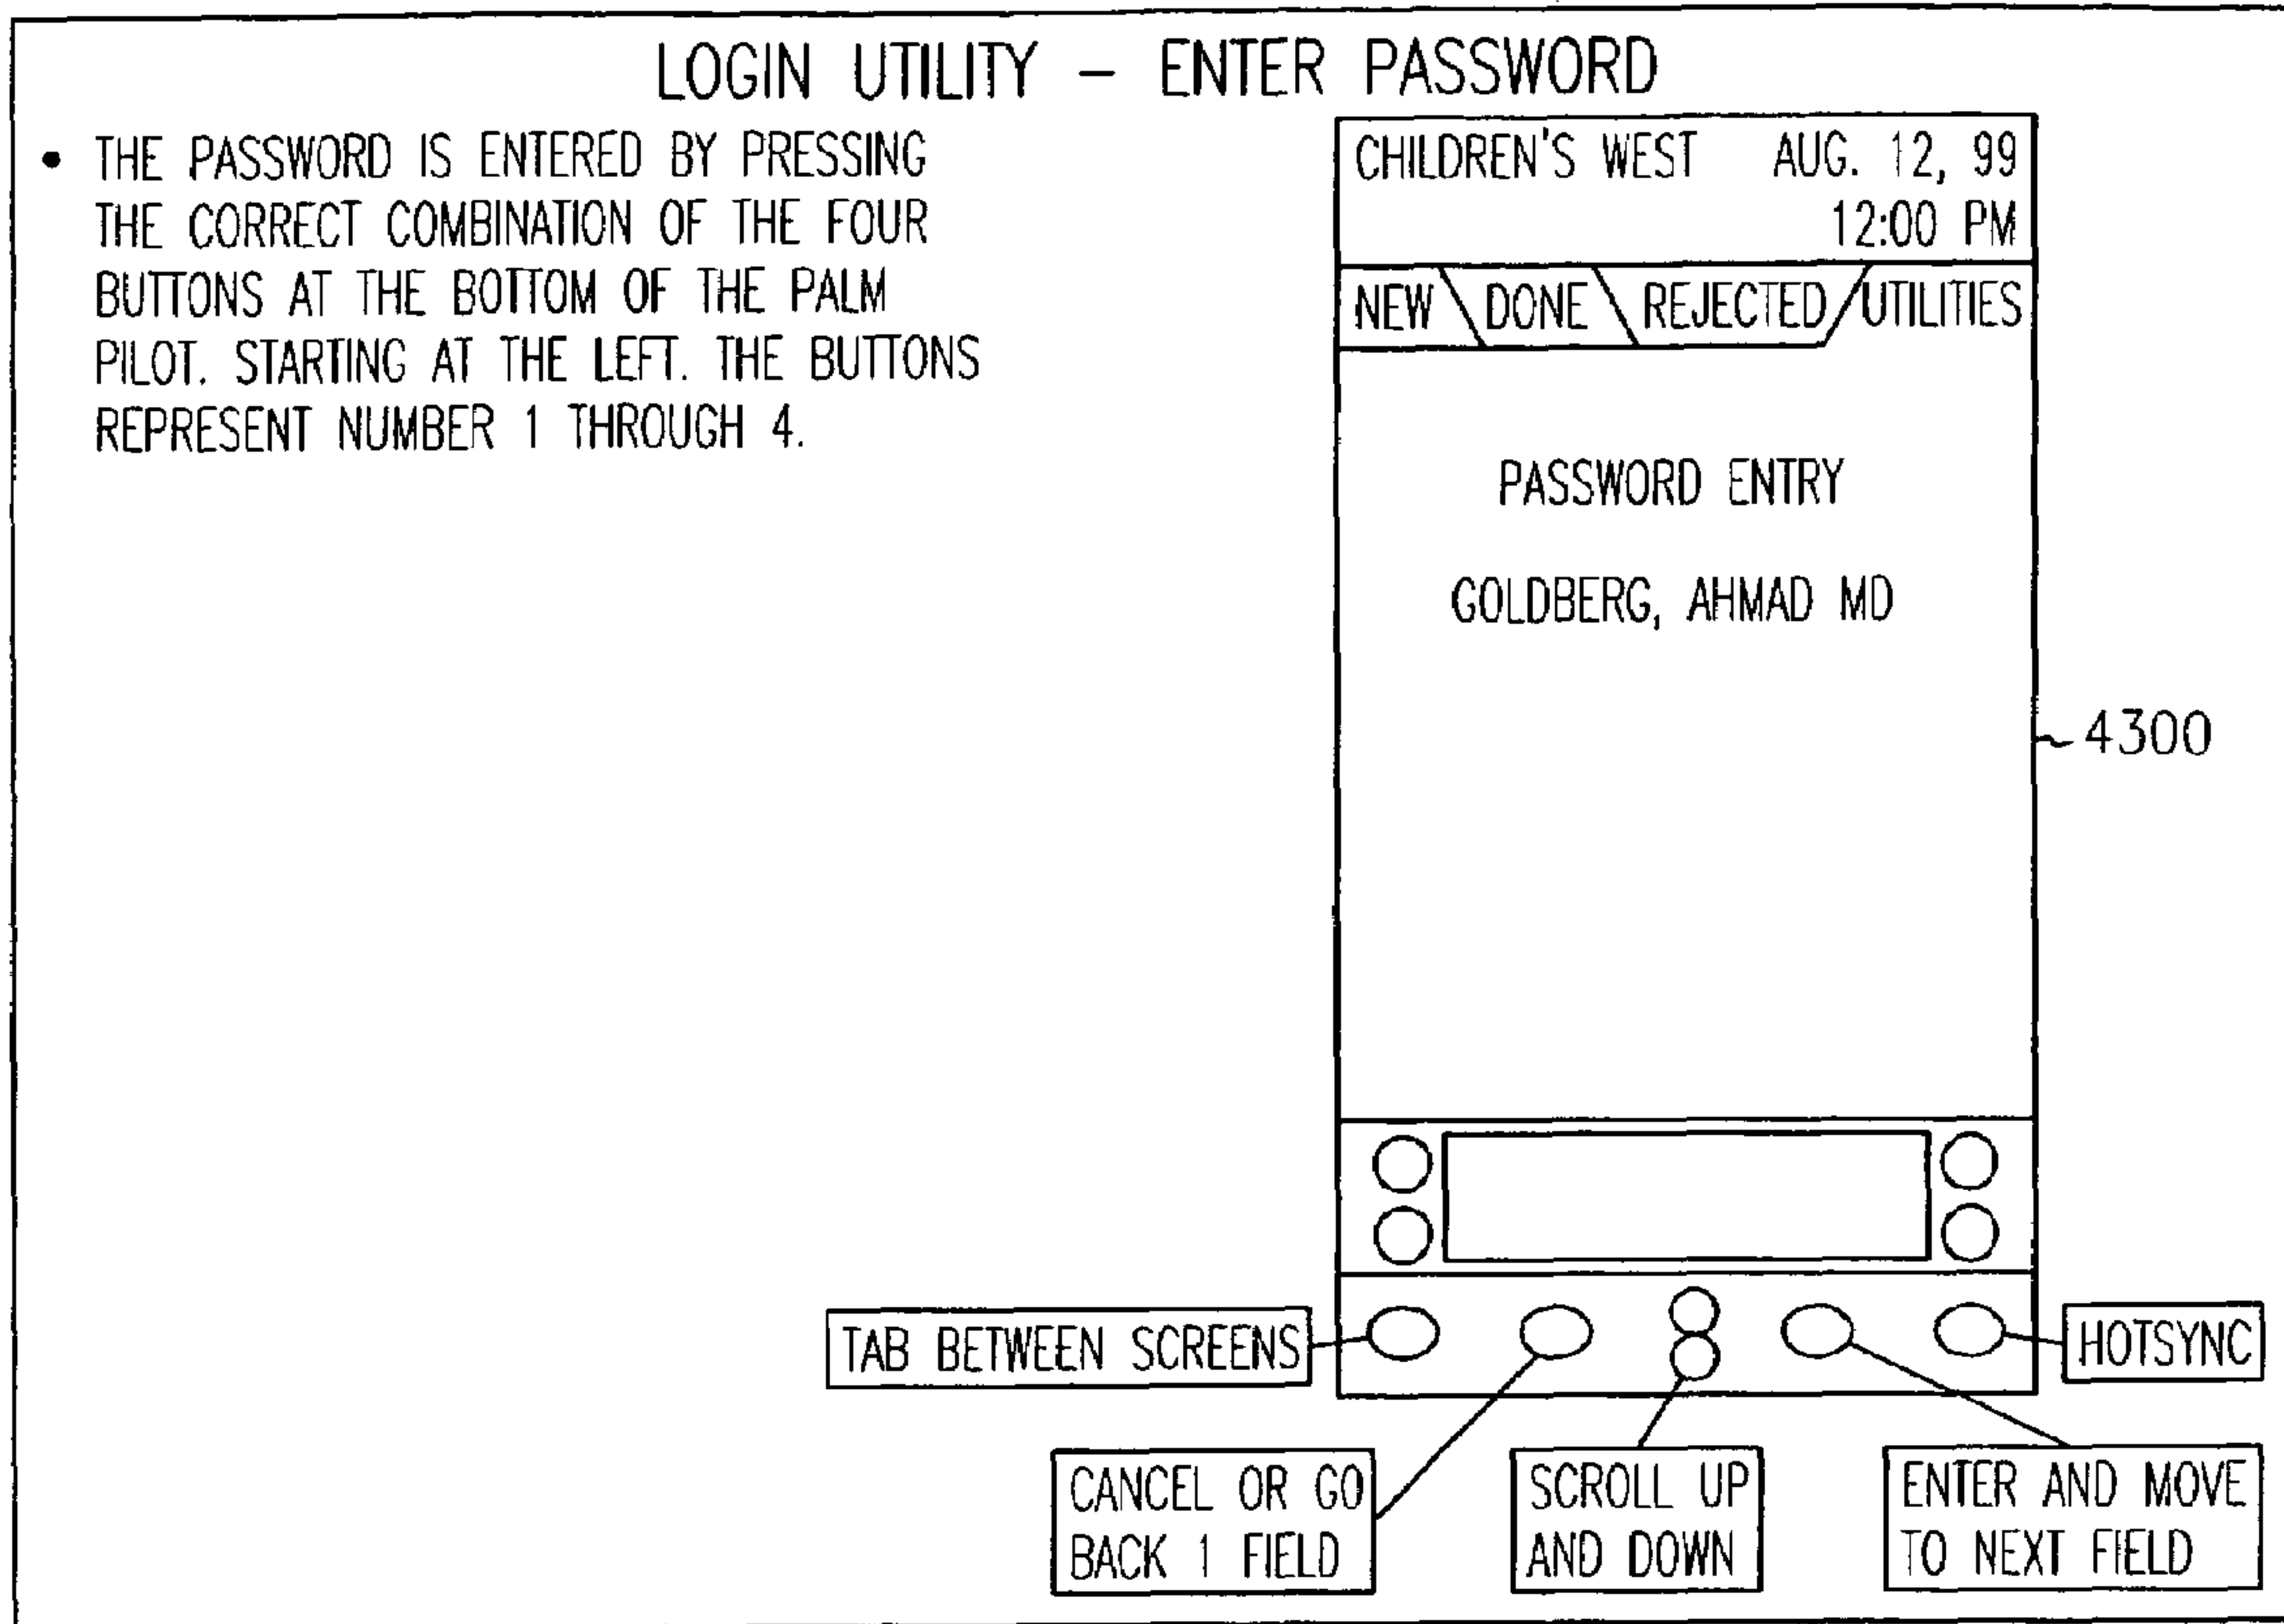 LOGIN UTILITY – ENTER PASSWORD
• THE PASSWORD IS ENTERED BY PRESSING
THE CORRECT COMBINATION OF THE FOUR
BUTTONS AT THE BOTTOM OF THE PALM
PILOT. STARTING AT THE LEFT. THE BUTTONS
REPRESENT NUMBER 1 THROUGH 4.
CHILDREN'S WEST AUG. 12, 99
12:00 PM
NEW DONE REJECTED UTILITIES
PASSWORD ENTRY
GOLDBERG, AHMAD MD
4300
TAB BETWEEN SCREENS
HOTSYNC
CANCEL OR GO
BACK 1 FIELD
SCROLL UP
AND DOWN
ENTER AND MOVE
TO NEXT FIELD